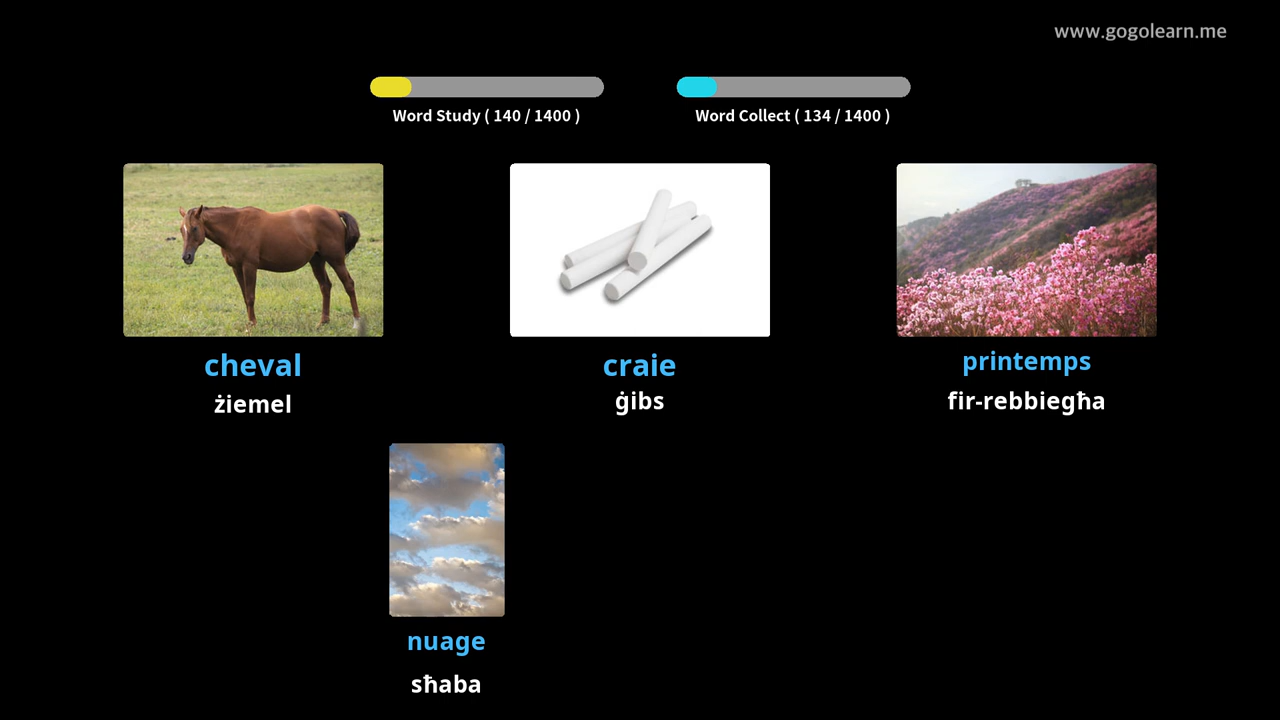 www.gogolearn.me
Word Study ( 140 / 1400 )
Word Collect ( 134 / 1400 )
cheval
żiemel
craie
ġibs
printemps
fir-rebbiegħa
nuage
sħaba